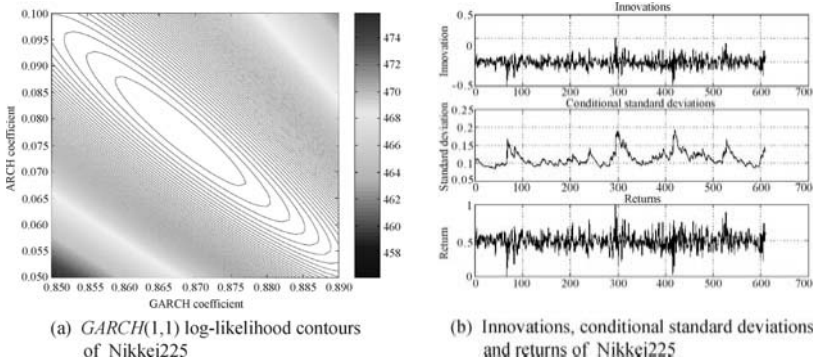 0.100
0.095
0.090
0.085
0.080
0.075
0.070
0.065
0.060
0.055
0.050
ARCH coefficient
0.850 0.855 0.860 0.865 0.870 0.875 0.880 0.885 0.890
GARCH coefficient
474
472
470
468
466
464
462
460
458
(a) GARCH(1,1) log-likelihood contours
of Nikkei225
Innovations
0.5
0
-0.5
Innovation
0 100 200 300 400 500 600 700
Conditional standard deviations
0.25
0.2
0.15
0.1
0.05
Standard deviation
0 100 200 300 400 500 600 700
Returns
1
0.5
0
Return
0 100 200 300 400 500 600 700
(b) Innovations, conditional standard deviations
and returns of Nikkei225